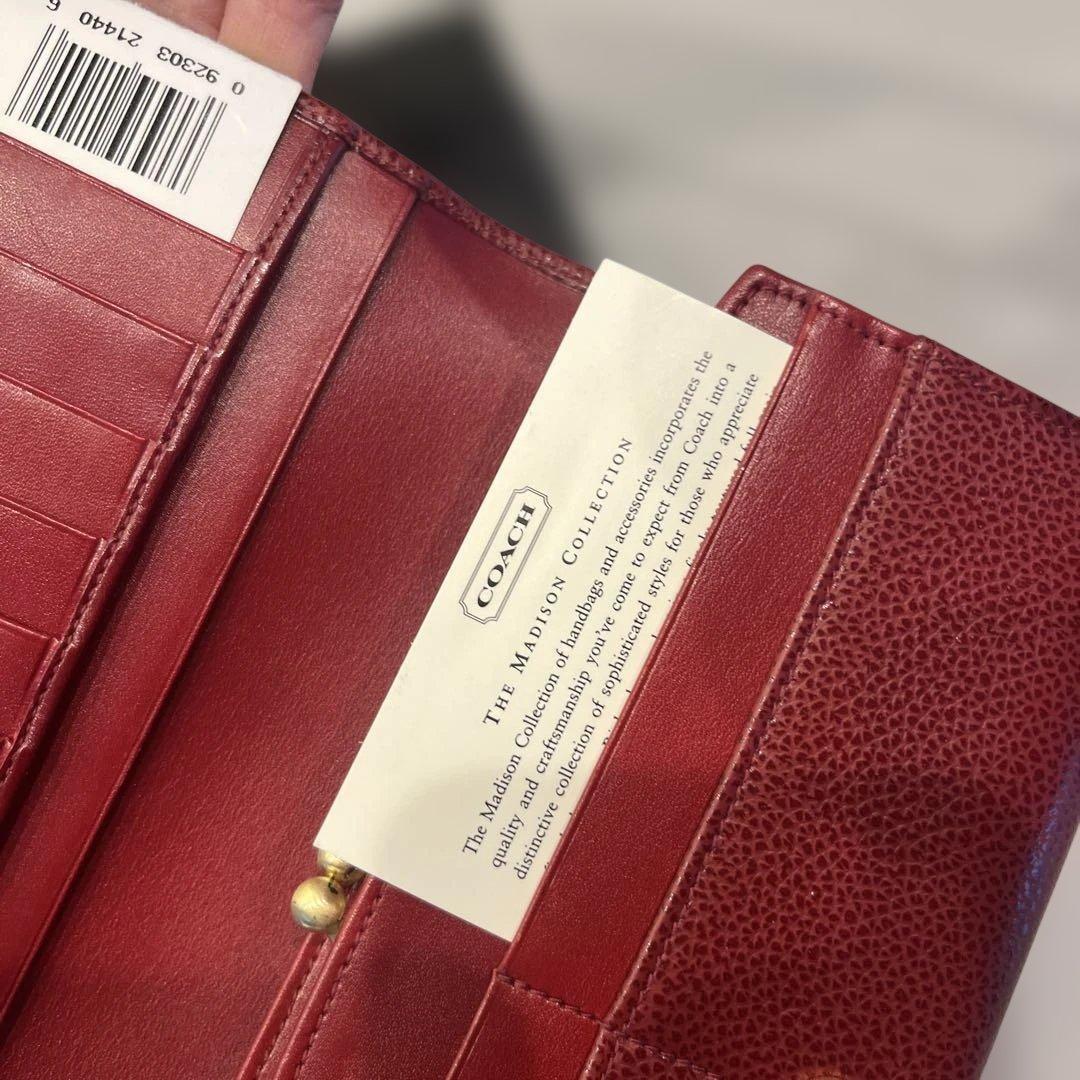 0 92303 21440 6
COACH
THE MADISON COLLECTION
The Madison Collection of handbags and accessories incorporates the
quality and craftsmanship you've come to expect from Coach into a
distinctive collection of sophisticated styles for those who appreciate